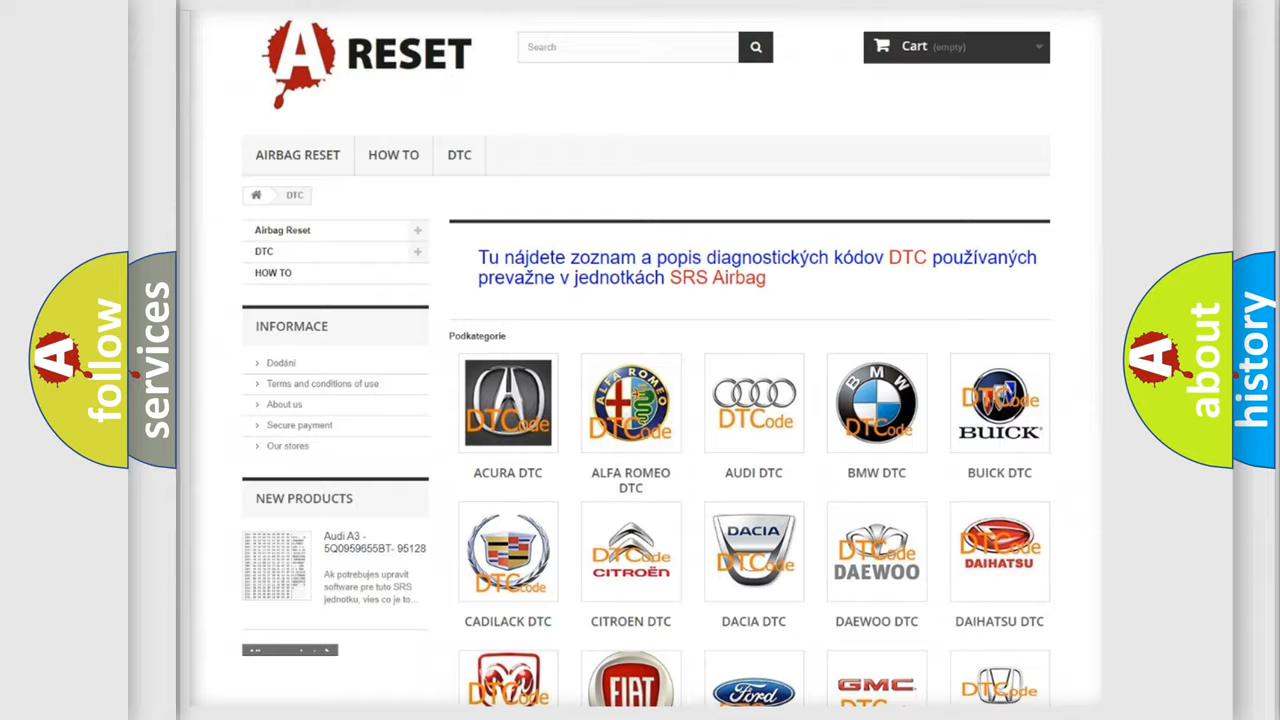 A RESET
Search
Cart (empty)
AIRBAG RESET
HOW TO
DTC
DTC
Airbag Reset
DTC
HOW TO
INFORMACE
Dodání
Terms and conditions of use
About us
Secure payment
Our stores
NEW PRODUCTS
Audi A3 -
5Q0959655BT- 95128
Ak potrebujes upravit
software pre tuto SRS
jednotku, vies co je to...
Tu nájdete zoznam a popis diagnostických kódov DTC používaných
prevažne v jednotkách SRS Airbag
Podkategorie
DTCode
ALFA ROMEO
DTCode
DTCode
BMW
DTCode
DTCode
BUICK
ACURA DTC
ALFA ROMEO
DTC
AUDI DTC
BMW DTC
BUICK DTC
DTCode
DTCode
CITROËN
DACIA
DTCode
DTCode
DAEWOO
DTCode
DAIHATSU
CADILACK DTC
CITROEN DTC
DACIA DTC
DAEWOO DTC
DAIHATSU DTC
DTCode
FIAT
Ford
GMC
DTCode
A follow
services
A about
history